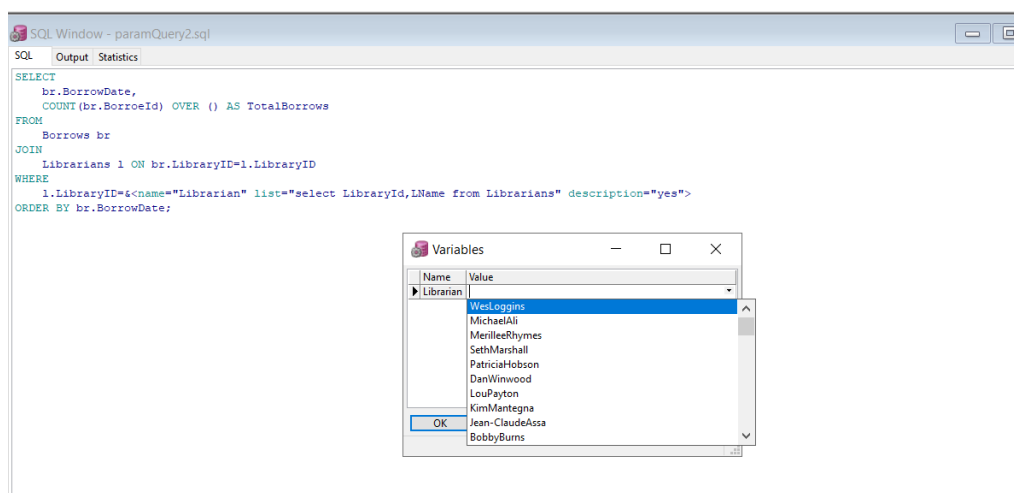 SQL Window - paramQuery2.sql
SQL Output Statistics
SELECT
br.BorrowDate,
COUNT(br.BorroeId) OVER () AS TotalBorrows
FROM
Borrows br
JOIN
Librarians l ON br.LibraryID=l.LibraryID
WHERE
l.LibraryID=&<name="Librarian" list="select LibraryId,LName from Librarians" description="yes">
ORDER BY br.BorrowDate;
Variables
Name Value
Librarian
WesLoggins
MichaelAli
MerilleeRhymes
SethMarshall
PatriciaHobson
DanWinwood
LouPayton
KimMantegna
OK Jean-ClaudeAssa
BobbyBurns